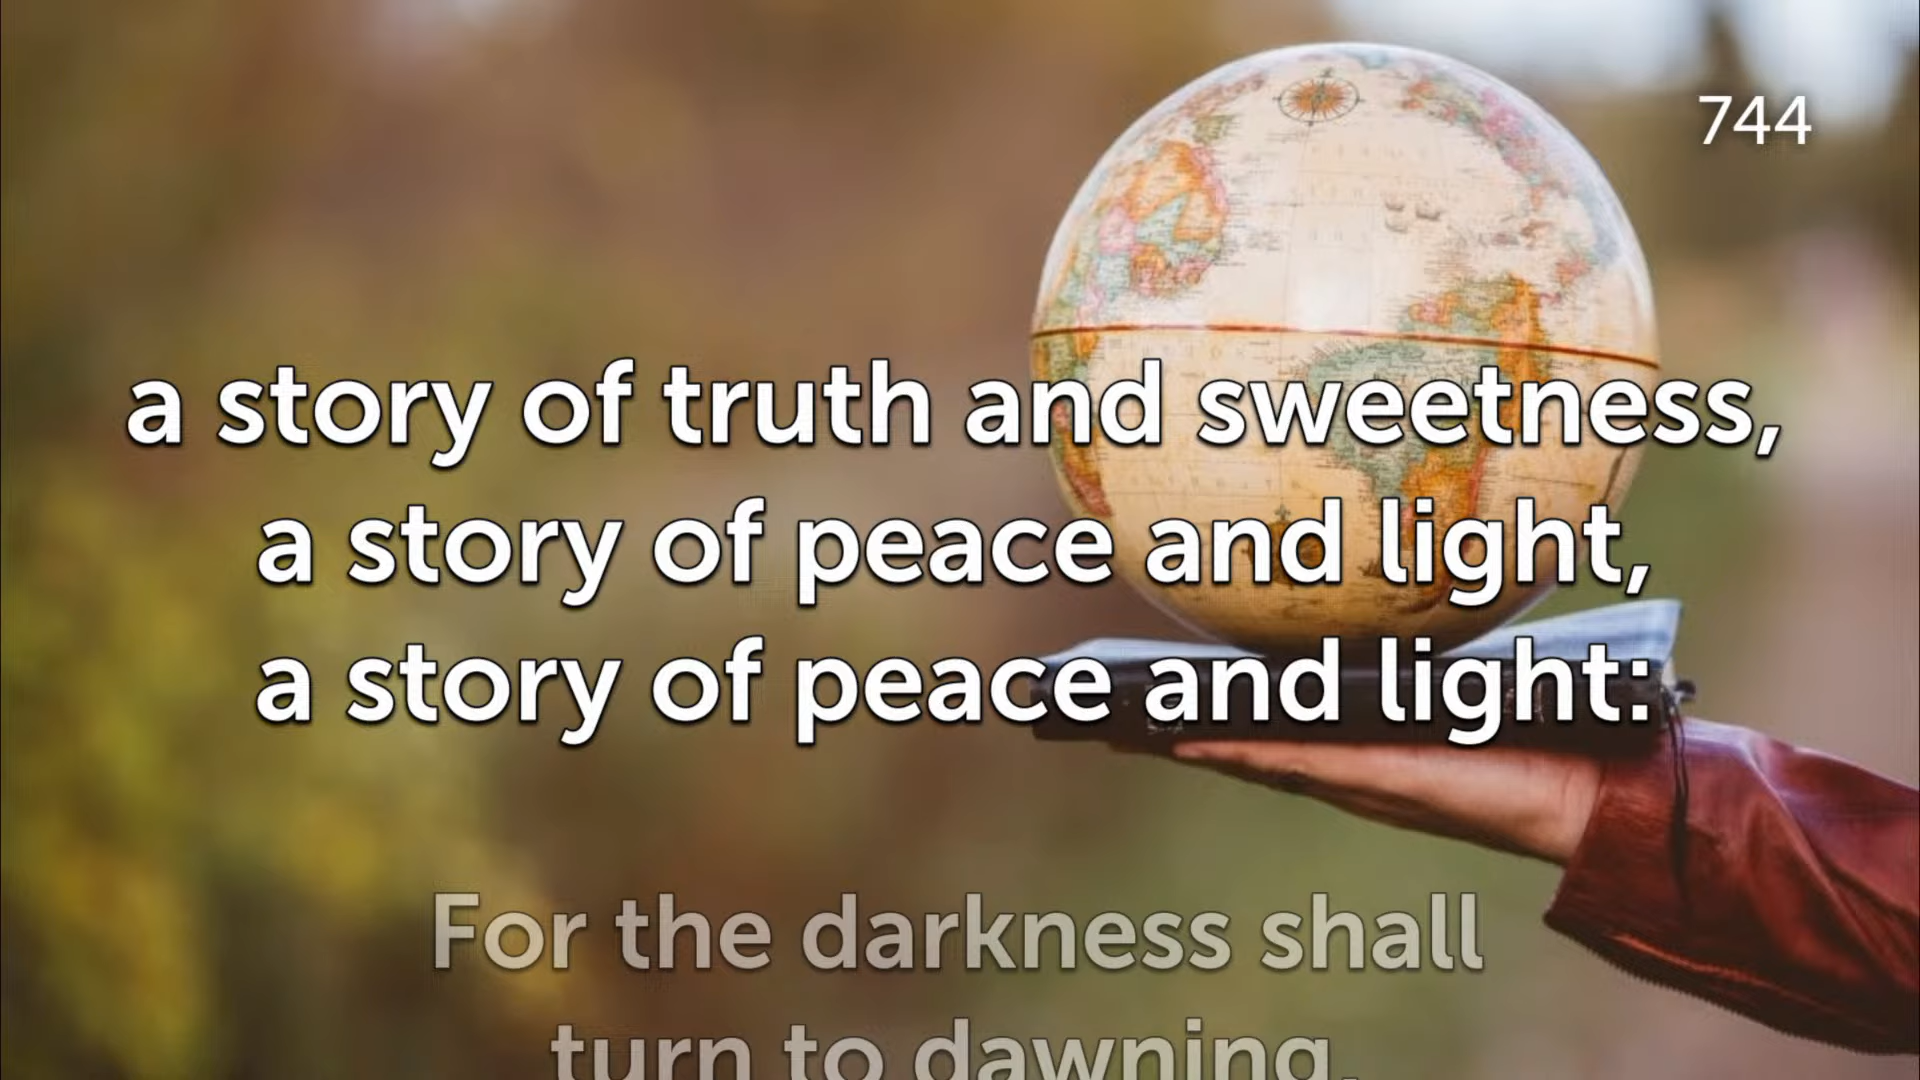 744
a story of truth and sweetness,
a story of peace and light,
a story of peace and light:
For the darkness shall
turn to dawning,